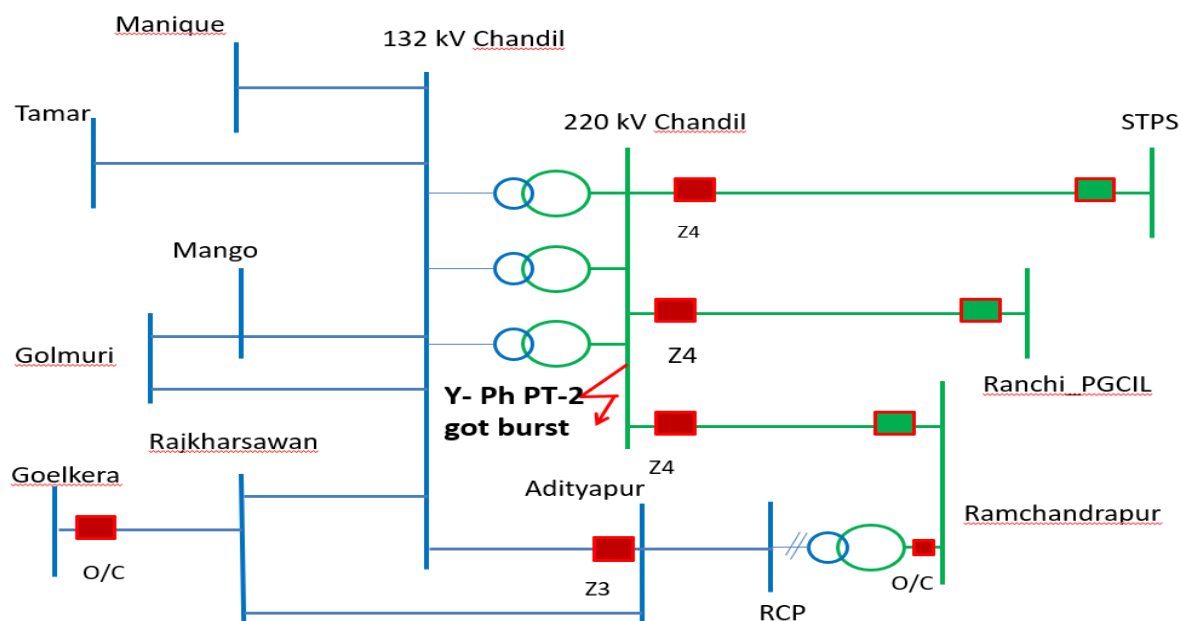 Manique
132 kV Chandil
Tamar
220 kV Chandil
STPS
Z4
Mango
Golmuri
Z4
Ranchi_PGCIL
Y- Ph PT-2
got burst
Rajkharsawan
Z4
Goelkera
Adityapur
Ramchandrapur
O/C
Z3
O/C
RCP